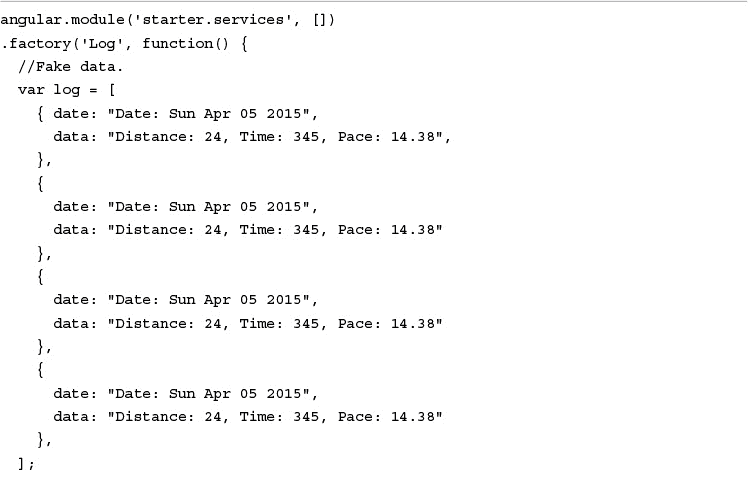 angular.module('starter.services', [])
.factory('Log', function() {
  //Fake data.
  var log = [
    { date: "Date: Sun Apr 05 2015",
      data: "Distance: 24, Time: 345, Pace: 14.38",
    },
    {
      date: "Date: Sun Apr 05 2015",
      data: "Distance: 24, Time: 345, Pace: 14.38"
    },
    {
      date: "Date: Sun Apr 05 2015",
      data: "Distance: 24, Time: 345, Pace: 14.38"
    },
    {
      date: "Date: Sun Apr 05 2015",
      data: "Distance: 24, Time: 345, Pace: 14.38"
    },
  ];